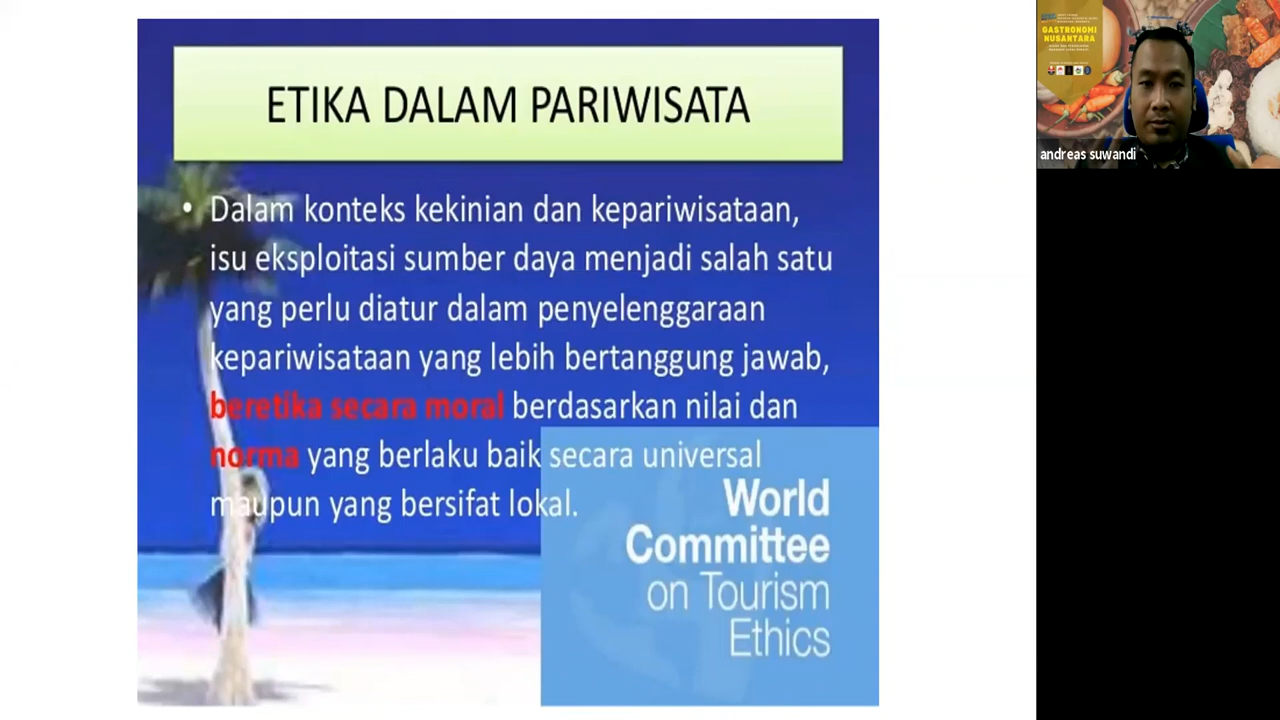 ETIKA DALAM PARIWISATA
• Dalam konteks kekinian dan kepariwisataan,
isu eksploitasi sumber daya menjadi salah satu
yang perlu diatur dalam penyelenggaraan
kepariwisataan yang lebih bertanggung jawab,
beretika secara moral berdasarkan nilai dan
norma yang berlaku baik secara universal
maupun yang bersifat lokal.
World
Committee
on Tourism
Ethics
GASTRONOMI
NUSANTARA
andreas suwandi